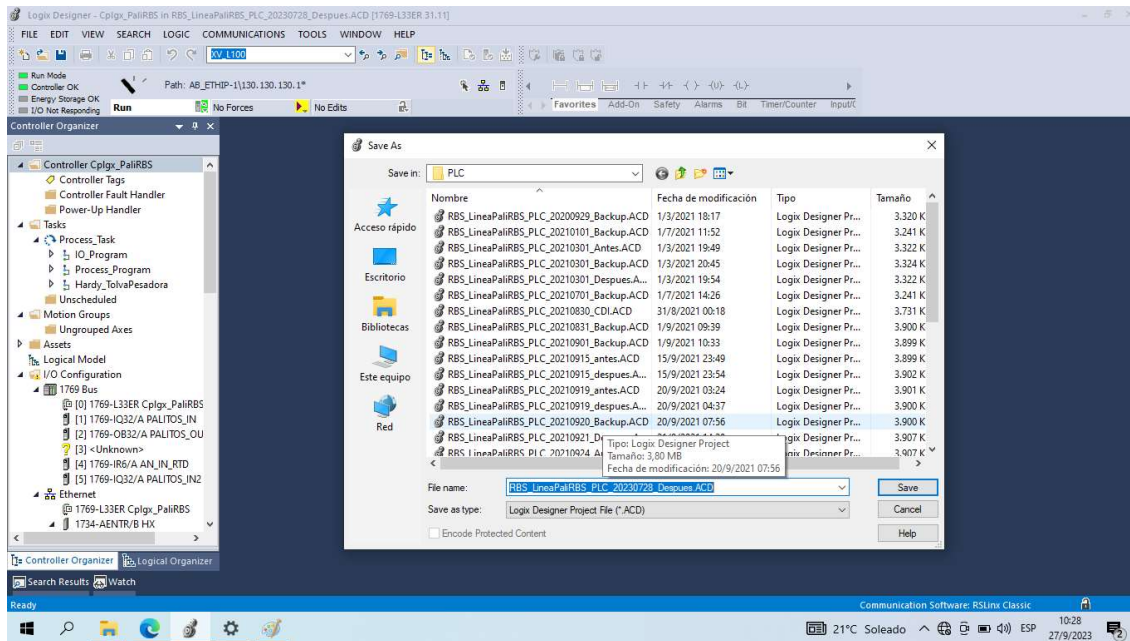 Logix Designer - Cplgx_PaliRBS in RBS_LineaPaliRBS_PLC_20230728_Despues.ACD [1769-L33ER 31.11]
FILE EDIT VIEW SEARCH LOGIC COMMUNICATIONS TOOLS WINDOW HELP
XV_L100
Run Mode
Controller OK
Energy Storage OK
I/O Not Responding
Path: AB_ETHIP-1\130.130.130.1*
Run No Forces No Edits
Favorites Add-On Safety Alarms Bit Timer/Counter Input/C
Controller Organizer
Controller Cplgx_PaliRBS
Controller Tags
Controller Fault Handler
Power-Up Handler
Tasks
Process_Task
IO_Program
Process_Program
Hardy_TolvaPesadora
Unscheduled
Motion Groups
Ungrouped Axes
Assets
Logical Model
I/O Configuration
1769 Bus
[0] 1769-L33ER Cplgx_PaliRBS
[1] 1769-IQ32/A PALITOS_IN
[2] 1769-OB32/A PALITOS_OU
[3] <Unknown>
[4] 1769-IR6/A AN_IN_RTD
[5] 1769-IQ32/A PALITOS_IN2
Ethernet
1769-L33ER Cplgx_PaliRBS
1734-AENTR/B HX
Controller Organizer Logical Organizer
Search Results Watch
Save As
Save in: PLC
Acceso rápido
Escritorio
Bibliotecas
Este equipo
Red
Nombre Fecha de modificación Tipo Tamaño
RBS_LineaPaliRBS_PLC_20200929_Backup.ACD 1/3/2021 18:17 Logix Designer Pr... 3.320 K
RBS_LineaPaliRBS_PLC_20210101_Backup.ACD 1/7/2021 11:52 Logix Designer Pr... 3.241 K
RBS_LineaPaliRBS_PLC_20210301_Antes.ACD 1/3/2021 19:49 Logix Designer Pr... 3.322 K
RBS_LineaPaliRBS_PLC_20210301_Backup.ACD 1/3/2021 20:45 Logix Designer Pr... 3.324 K
RBS_LineaPaliRBS_PLC_20210301_Despues.A... 1/3/2021 19:54 Logix Designer Pr... 3.322 K
RBS_LineaPaliRBS_PLC_20210701_Backup.ACD 1/7/2021 14:26 Logix Designer Pr... 3.241 K
RBS_LineaPaliRBS_PLC_20210830_CDI.ACD 31/8/2021 00:18 Logix Designer Pr... 3.731 K
RBS_LineaPaliRBS_PLC_20210831_Backup.ACD 1/9/2021 09:39 Logix Designer Pr... 3.900 K
RBS_LineaPaliRBS_PLC_20210901_Backup.ACD 1/9/2021 10:33 Logix Designer Pr... 3.899 K
RBS_LineaPaliRBS_PLC_20210915_antes.ACD 15/9/2021 23:49 Logix Designer Pr... 3.899 K
RBS_LineaPaliRBS_PLC_20210915_despues.A... 15/9/2021 23:54 Logix Designer Pr... 3.902 K
RBS_LineaPaliRBS_PLC_20210919_antes.ACD 20/9/2021 03:24 Logix Designer Pr... 3.901 K
RBS_LineaPaliRBS_PLC_20210919_despues.A... 20/9/2021 04:37 Logix Designer Pr... 3.900 K
RBS_LineaPaliRBS_PLC_20210920_Backup.ACD 20/9/2021 07:56 Logix Designer Pr... 3.900 K
RBS_LineaPaliRBS_PLC_20210921_D gix Designer Pr... 3.907 K
RBS_LineaPaliRBS_PLC_20210924_A gix Designer Pr... 3.907 K
Tipo: Logix Designer Project
Tamaño: 3,80 MB
Fecha de modificación: 20/9/2021 07:56
File name: RBS_LineaPaliRBS_PLC_20230728_Despues.ACD Save
Save as type: Logix Designer Project File (*.ACD) Cancel
Encode Protected Content Help
Ready Communication Software: RSLinx Classic
21°C Soleado ESP 10:28
27/9/2023 2